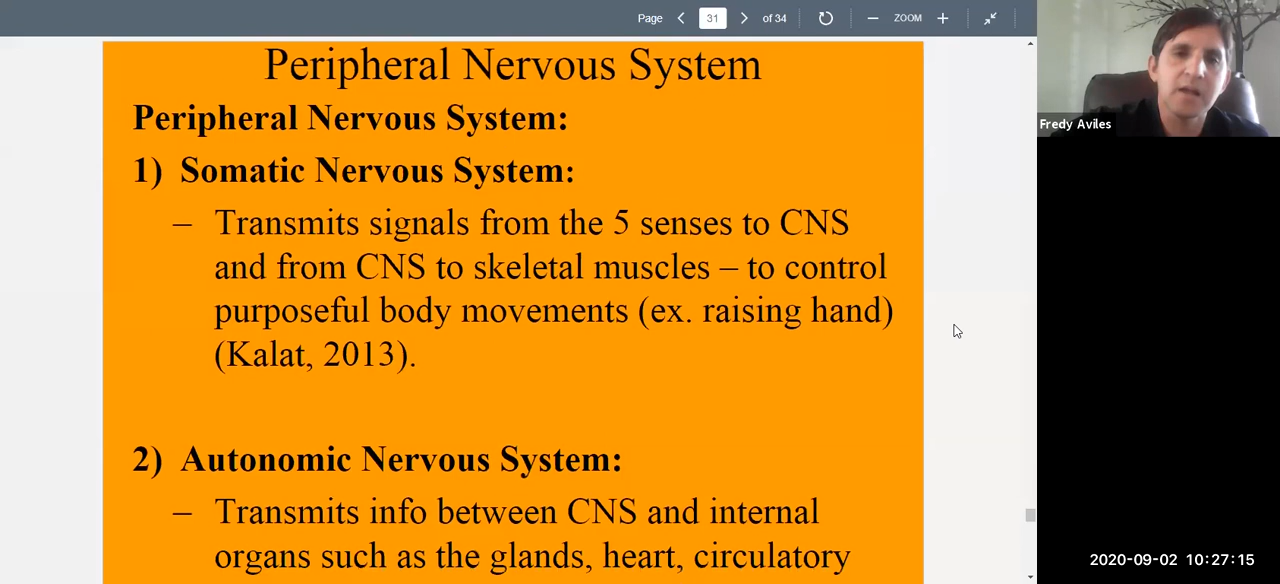 Page 31 of 34 ZOOM
Peripheral Nervous System
Peripheral Nervous System:
1) Somatic Nervous System:
– Transmits signals from the 5 senses to CNS
and from CNS to skeletal muscles – to control
purposeful body movements (ex. raising hand)
(Kalat, 2013).
2) Autonomic Nervous System:
– Transmits info between CNS and internal
organs such as the glands, heart, circulatory
Fredy Aviles
2020-09-02 10:27:15